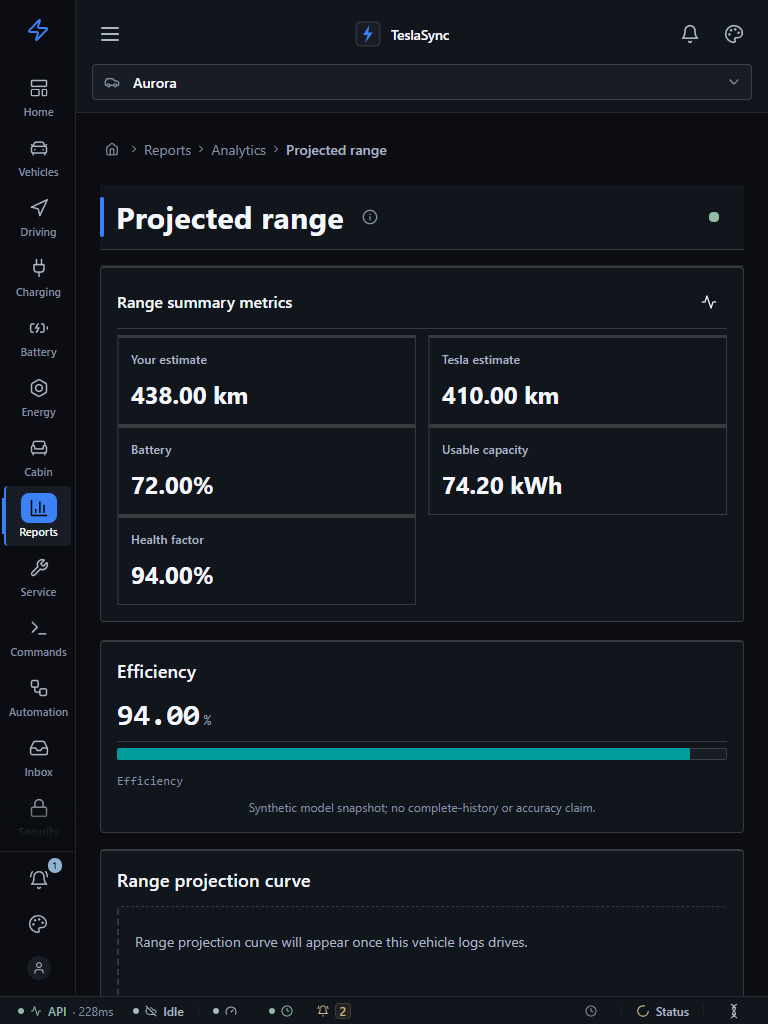 TeslaSync
Aurora
Home
Vehicles
Driving
Charging
Battery
Energy
Cabin
Reports
Service
Commands
Automation
Inbox
Security
1
Reports
Analytics
Projected range
Projected range
Range summary metrics
Your estimate
438.00 km
Tesla estimate
410.00 km
Battery
72.00%
Usable capacity
74.20 kWh
Health factor
94.00%
Efficiency
94.00%
Efficiency
Synthetic model snapshot; no complete-history or accuracy claim.
Range projection curve
Range projection curve will appear once this vehicle logs drives.
API · 228ms
Idle
2
Status